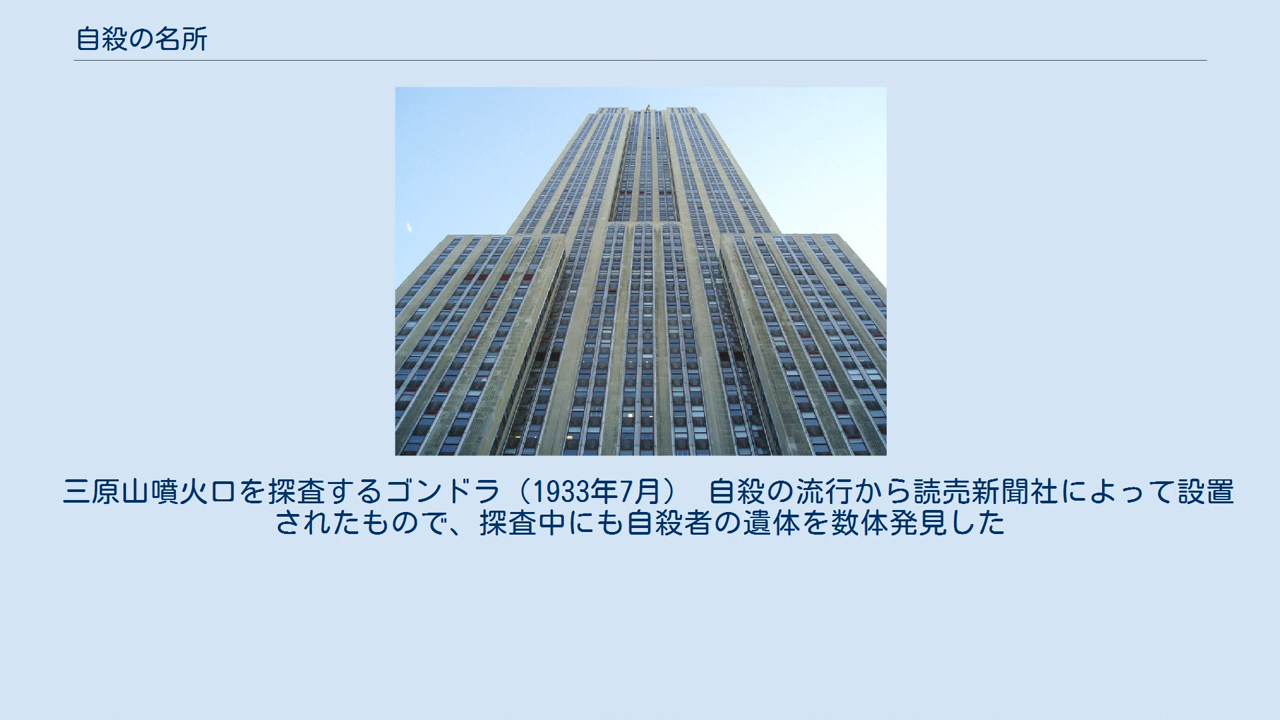 自殺の名所
三原山噴火口を探査するゴンドラ（1933年7月）　自殺の流行から読売新聞社によって設置
されたもので、探査中にも自殺者の遺体を数体発見した